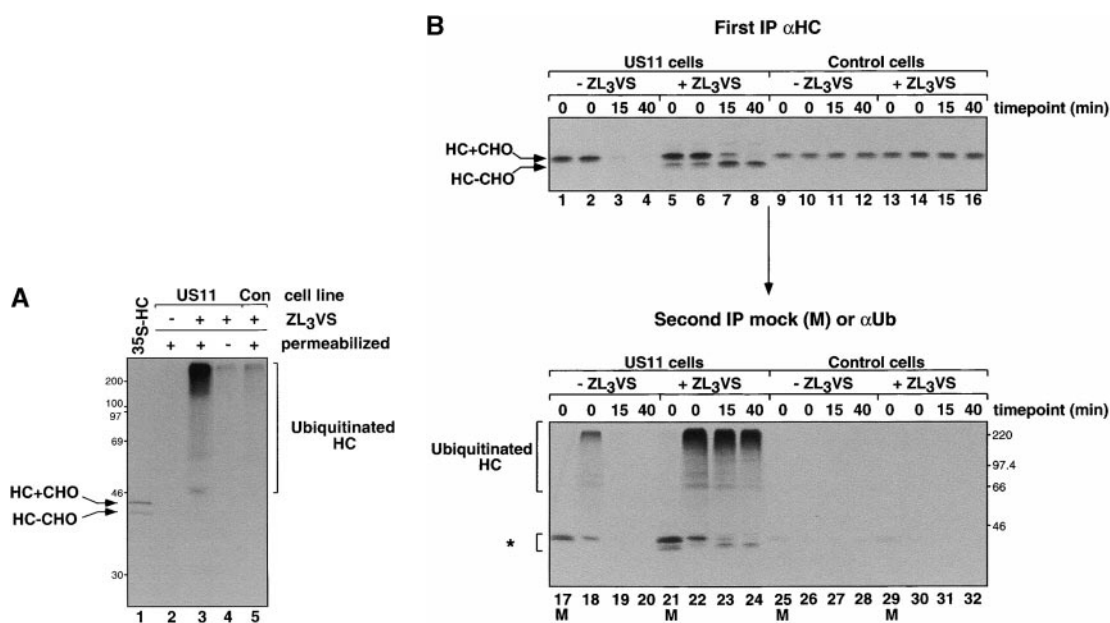 A
US11 Con cell line
35S-HC
- + + + ZL3VS
+ + - + permeabilized
200
100
97
69
46
30
Ubiquitinated
HC
HC+CHO
HC-CHO
1 2 3 4 5
B
First IP αHC
US11 cells Control cells
- ZL3VS + ZL3VS - ZL3VS + ZL3VS
0 0 15 40 0 0 15 40 0 0 15 40 0 0 15 40 timepoint (min)
HC+CHO
HC-CHO
1 2 3 4 5 6 7 8 9 10 11 12 13 14 15 16
Second IP mock (M) or αUb
US11 cells Control cells
- ZL3VS + ZL3VS - ZL3VS + ZL3VS
0 0 15 40 0 0 15 40 0 0 15 40 0 0 15 40 timepoint (min)
Ubiquitinated
HC
220
97.4
66
46
*
17 18 19 20 21 22 23 24 25 26 27 28 29 30 31 32
M M M M